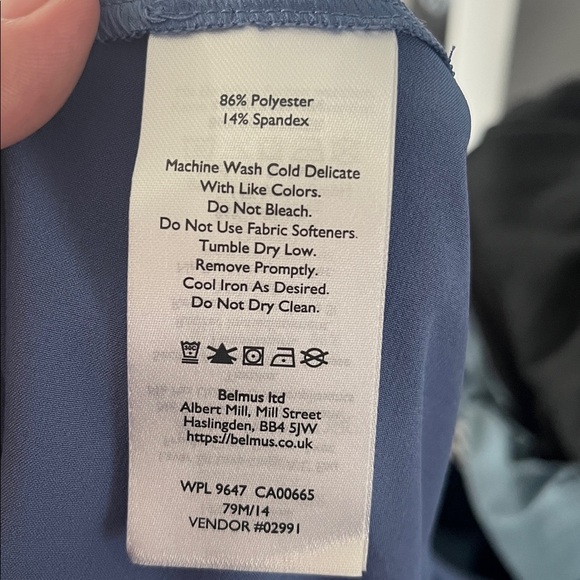 86% Polyester
14% Spandex
Machine Wash Cold Delicate
With Like Colors.
Do Not Bleach.
Do Not Use Fabric Softeners.
Tumble Dry Low.
Remove Promptly.
Cool Iron As Desired.
Do Not Dry Clean.
Belmus ltd
Albert Mill, Mill Street
Haslingden, BB4 5JW
https://belmus.co.uk
WPL 9647 CA00665
79M/14
VENDOR #02991